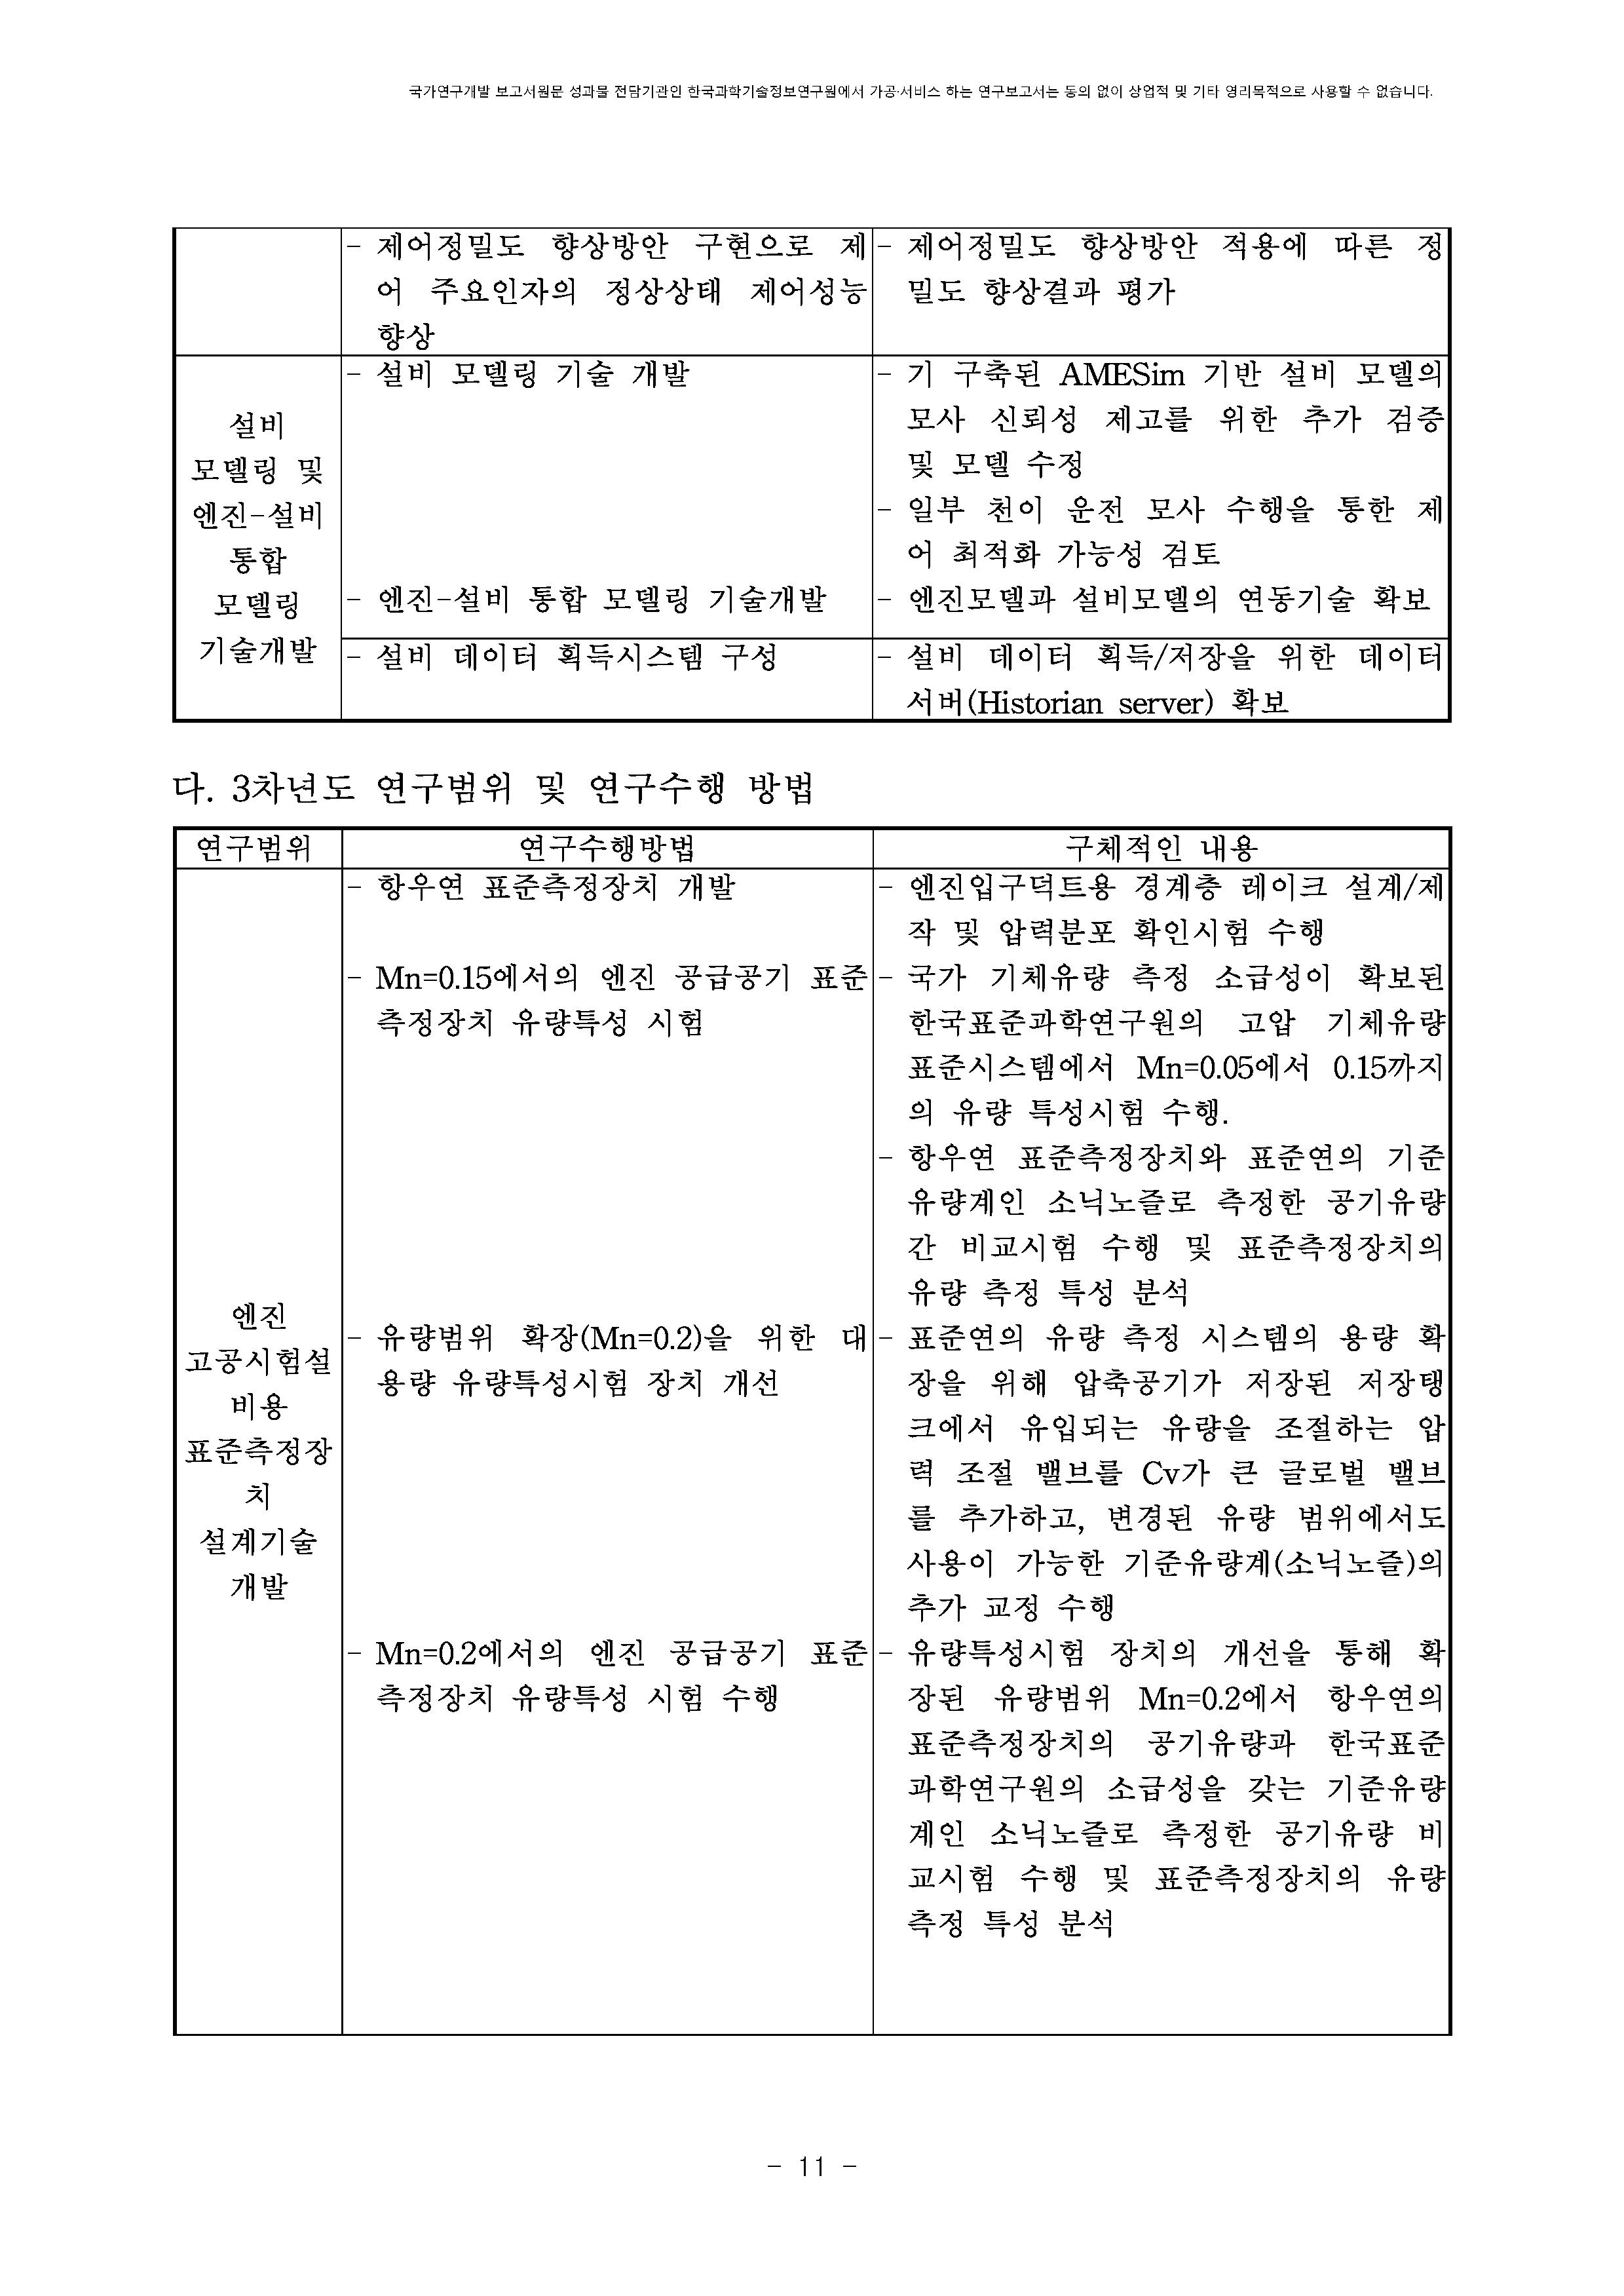 국가연구개발 보고서원문 성과물 전담기관인 한국과학기술정보연구원에서 가공·서비스 하는 연구보고서는 동의 없이 상업적 및 기타 영리목적으로 사용할 수 없습니다.
- 제어정밀도 향상방안 구현으로 제
어 주요인자의 정상상태 제어성능
향상
- 제어정밀도 향상방안 적용에 따른 정
밀도 향상결과 평가
설비
모델링 및
엔진-설비
통합
모델링
기술개발
- 설비 모델링 기술 개발
- 기 구축된 AMESim 기반 설비 모델의
모사 신뢰성 제고를 위한 추가 검증
및 모델 수정
- 일부 천이 운전 모사 수행을 통한 제
어 최적화 가능성 검토
- 엔진-설비 통합 모델링 기술개발
- 엔진모델과 설비모델의 연동기술 확보
- 설비 데이터 획득시스템 구성
- 설비 데이터 획득/저장을 위한 데이터
서버(Historian server) 확보
다. 3차년도 연구범위 및 연구수행 방법
연구범위 연구수행방법 구체적인 내용
엔진
고공시험설
비용
표준측정장
치
설계기술
개발
- 항우연 표준측정장치 개발
- 엔진입구덕트용 경계층 레이크 설계/제
작 및 압력분포 확인시험 수행
- Mn=0.15에서의 엔진 공급공기 표준
측정장치 유량특성 시험
- 국가 기체유량 측정 소급성이 확보된
한국표준과학연구원의 고압 기체유량
표준시스템에서 Mn=0.05에서 0.15까지
의 유량 특성시험 수행.
- 항우연 표준측정장치와 표준연의 기준
유량계인 소닉노즐로 측정한 공기유량
간 비교시험 수행 및 표준측정장치의
유량 측정 특성 분석
- 유량범위 확장(Mn=0.2)을 위한 대
용량 유량특성시험 장치 개선
- 표준연의 유량 측정 시스템의 용량 확
장을 위해 압축공기가 저장된 저장탱
크에서 유입되는 유량을 조절하는 압
력 조절 밸브를 Cv가 큰 글로벌 밸브
를 추가하고, 변경된 유량 범위에서도
사용이 가능한 기준유량계(소닉노즐)의
추가 교정 수행
- Mn=0.2에서의 엔진 공급공기 표준
측정장치 유량특성 시험 수행
- 유량특성시험 장치의 개선을 통해 확
장된 유량범위 Mn=0.2에서 항우연의
표준측정장치의 공기유량과 한국표준
과학연구원의 소급성을 갖는 기준유량
계인 소닉노즐로 측정한 공기유량 비
교시험 수행 및 표준측정장치의 유량
측정 특성 분석
- 11 -